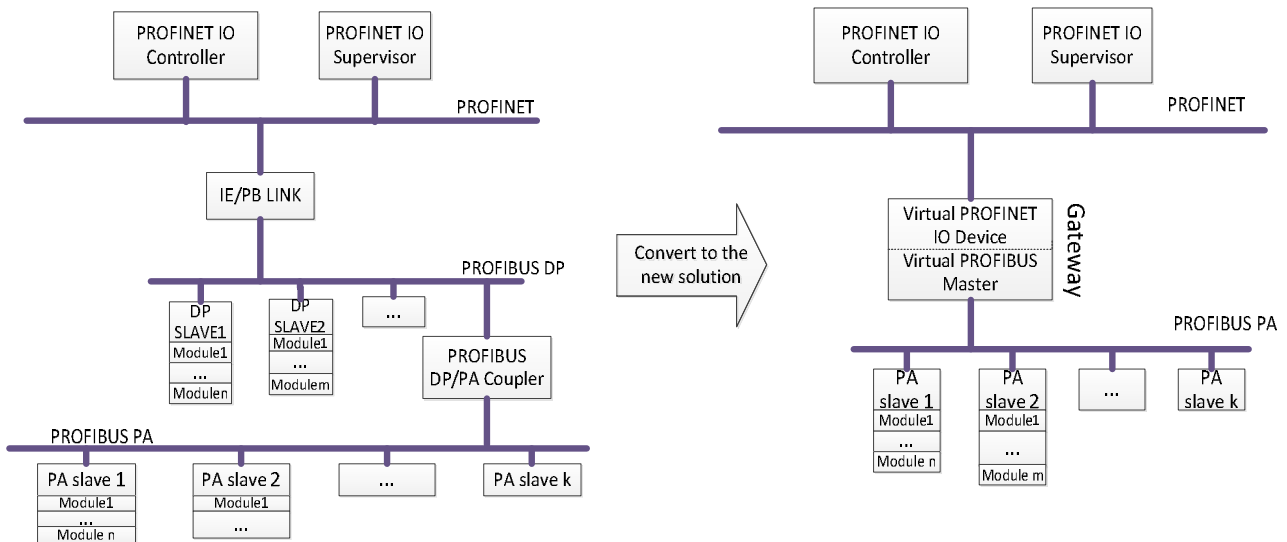 PROFINET IO
Controller
PROFINET IO
Supervisor
PROFINET
IE/PB LINK
PROFIBUS DP
DP
SLAVE1
Module1
...
Modulen
DP
SLAVE2
Module1
...
Modulem
...
PROFIBUS
DP/PA Coupler
PROFIBUS PA
PA slave 1
Module1
...
Module n
PA slave 2
Module1
...
...
PA slave k
Convert to the
new solution
PROFINET IO
Controller
PROFINET IO
Supervisor
PROFINET
Virtual PROFINET
IO Device
Virtual PROFIBUS
Master
Gateway
PROFIBUS PA
PA
slave 1
Module1
...
Module n
PA
slave 2
Module1
...
Module m
...
PA
slave k